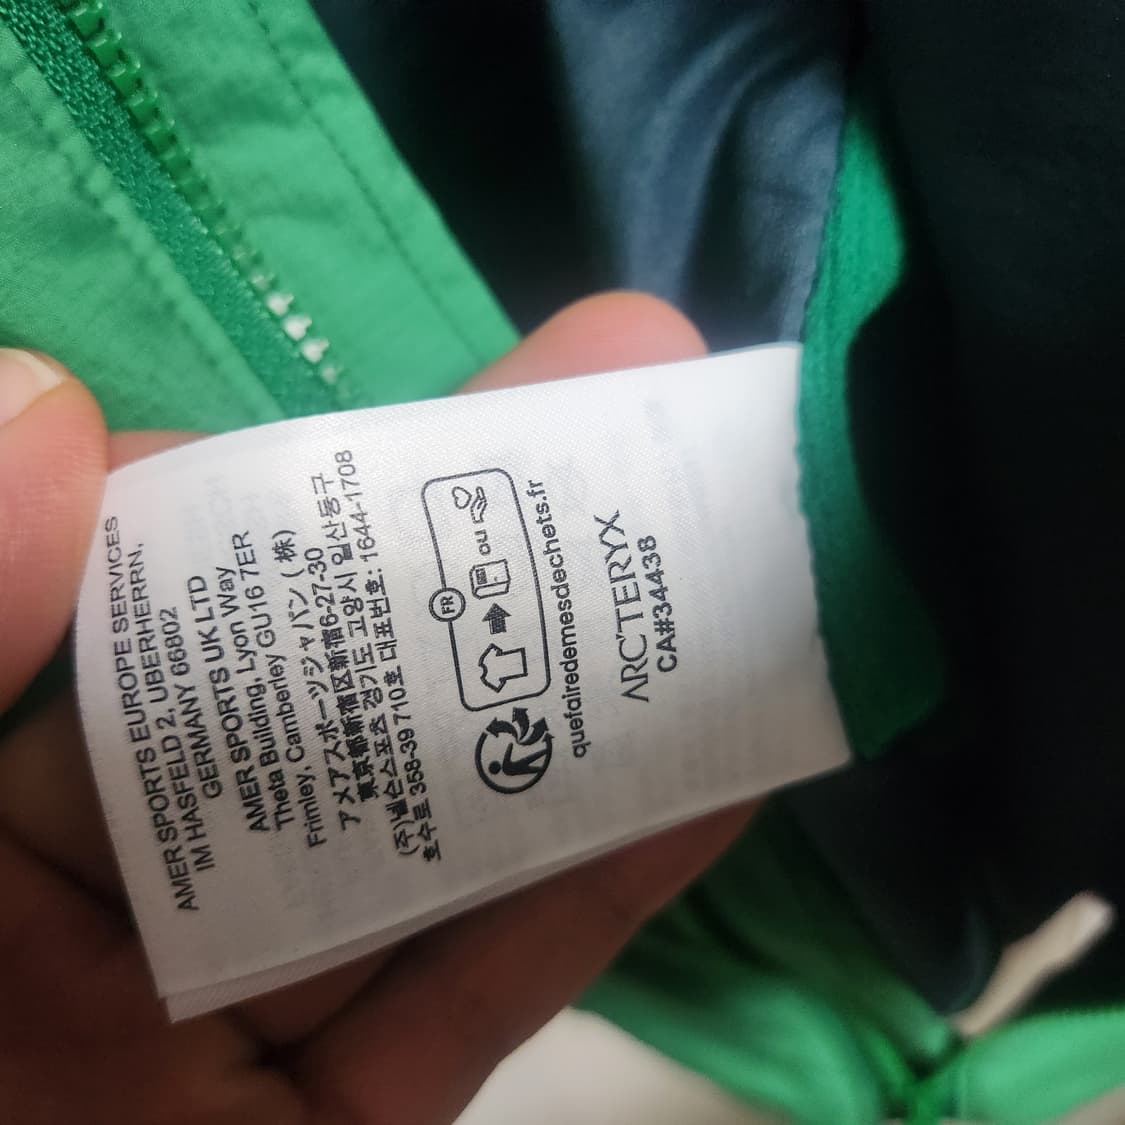 AMER SPORTS EUROPE SERVICES
IM HASFELD 2, UBERHERRN,
GERMANY 66802
AMER SPORTS UK LTD
Theta Building, Lyon Way
Frimley, Camberley GU16 7ER
アメアスポーツジャパン(株)
東京都新宿区新宿6-27-30
(주)넬슨스포츠 경기도 고양시 일산동구
호수로 358-39 710호 대표번호: 1644-1708
FR
ou
quefairedemesdechets.fr
ARC'TERYX
CA#34438